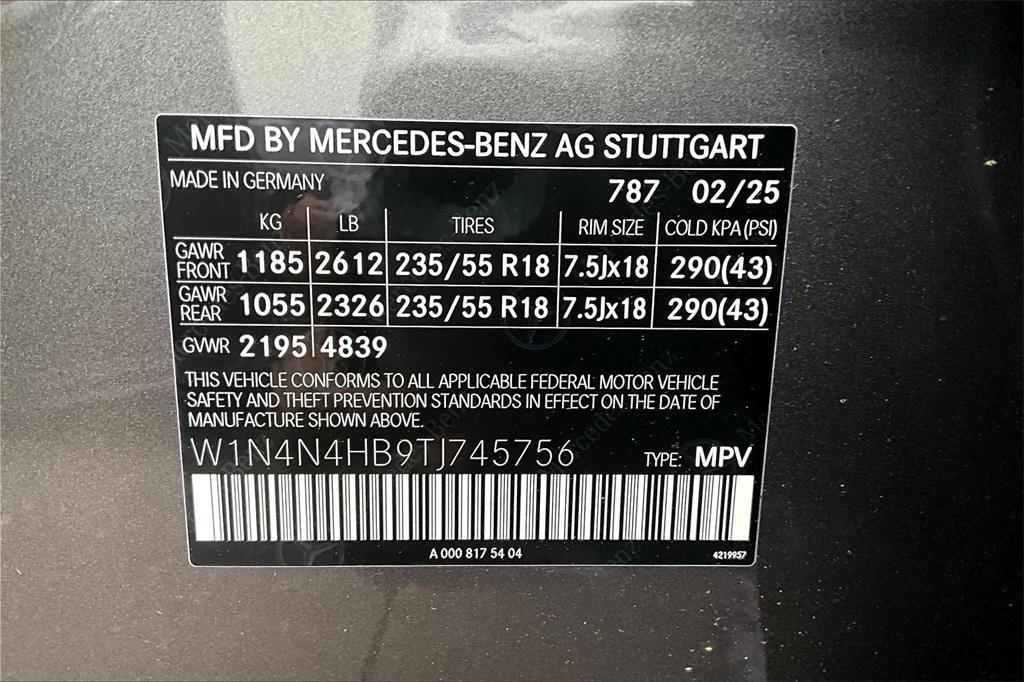 MFD BY MERCEDES-BENZ AG STUTTGART
MADE IN GERMANY 787 02/25
KG LB TIRES RIM SIZE COLD KPA (PSI)
GAWR FRONT 1185 2612 235/55 R18 7.5Jx18 290(43)
GAWR REAR 1055 2326 235/55 R18 7.5Jx18 290(43)
GVWR 2195 4839
THIS VEHICLE CONFORMS TO ALL APPLICABLE FEDERAL MOTOR VEHICLE
SAFETY AND THEFT PREVENTION STANDARDS IN EFFECT ON THE DATE OF
MANUFACTURE SHOWN ABOVE.
W1N4N4HB9TJ745756 TYPE: MPV
A 000 817 54 04 4219957